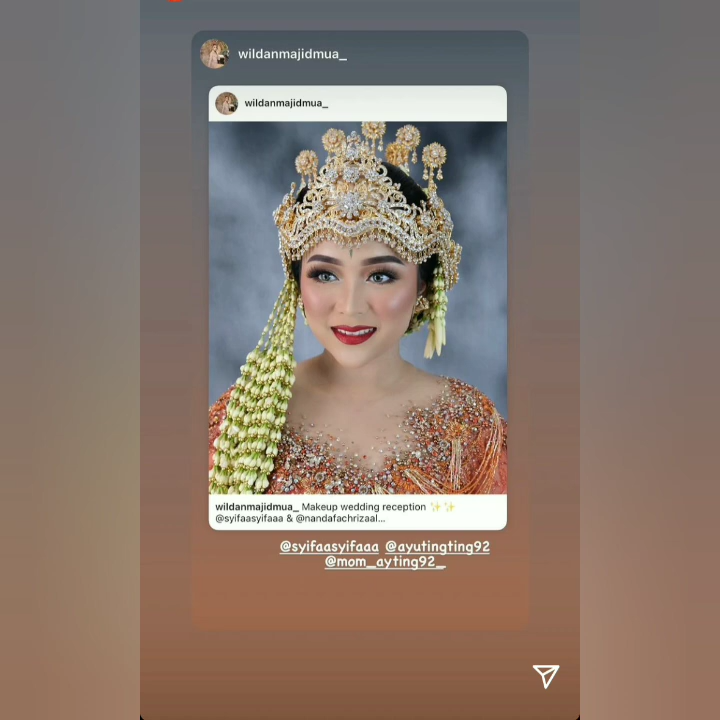 wildanmajidmua_
wildanmajidmua_
wildanmajidmua_ Makeup wedding reception ✨✨
@syifaasyifaaa & @nandafachrizaal...
@syifaasyifaaa @ayutingting92
@mom_ayting92_